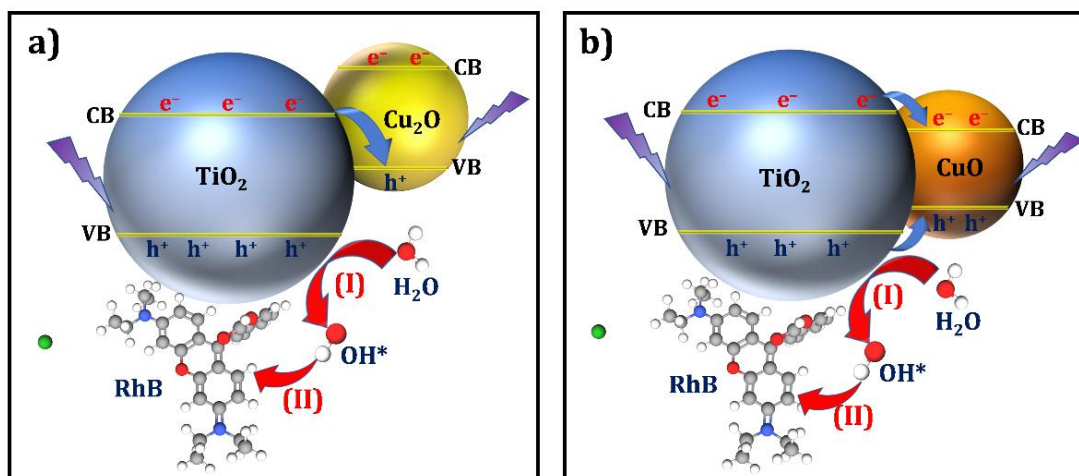 a)
e⁻ e⁻
CB
e⁻ e⁻ e⁻
CB
Cu₂O
TiO₂
VB
h⁺
VB
h⁺ h⁺ h⁺ h⁺
(I)
H₂O
OH*
RhB
(II)
b)
e⁻ e⁻ e⁻
CB
e⁻ e⁻
CB
TiO₂
CuO
VB
h⁺ h⁺
VB
h⁺ h⁺ h⁺
(I)
H₂O
OH*
RhB
(II)